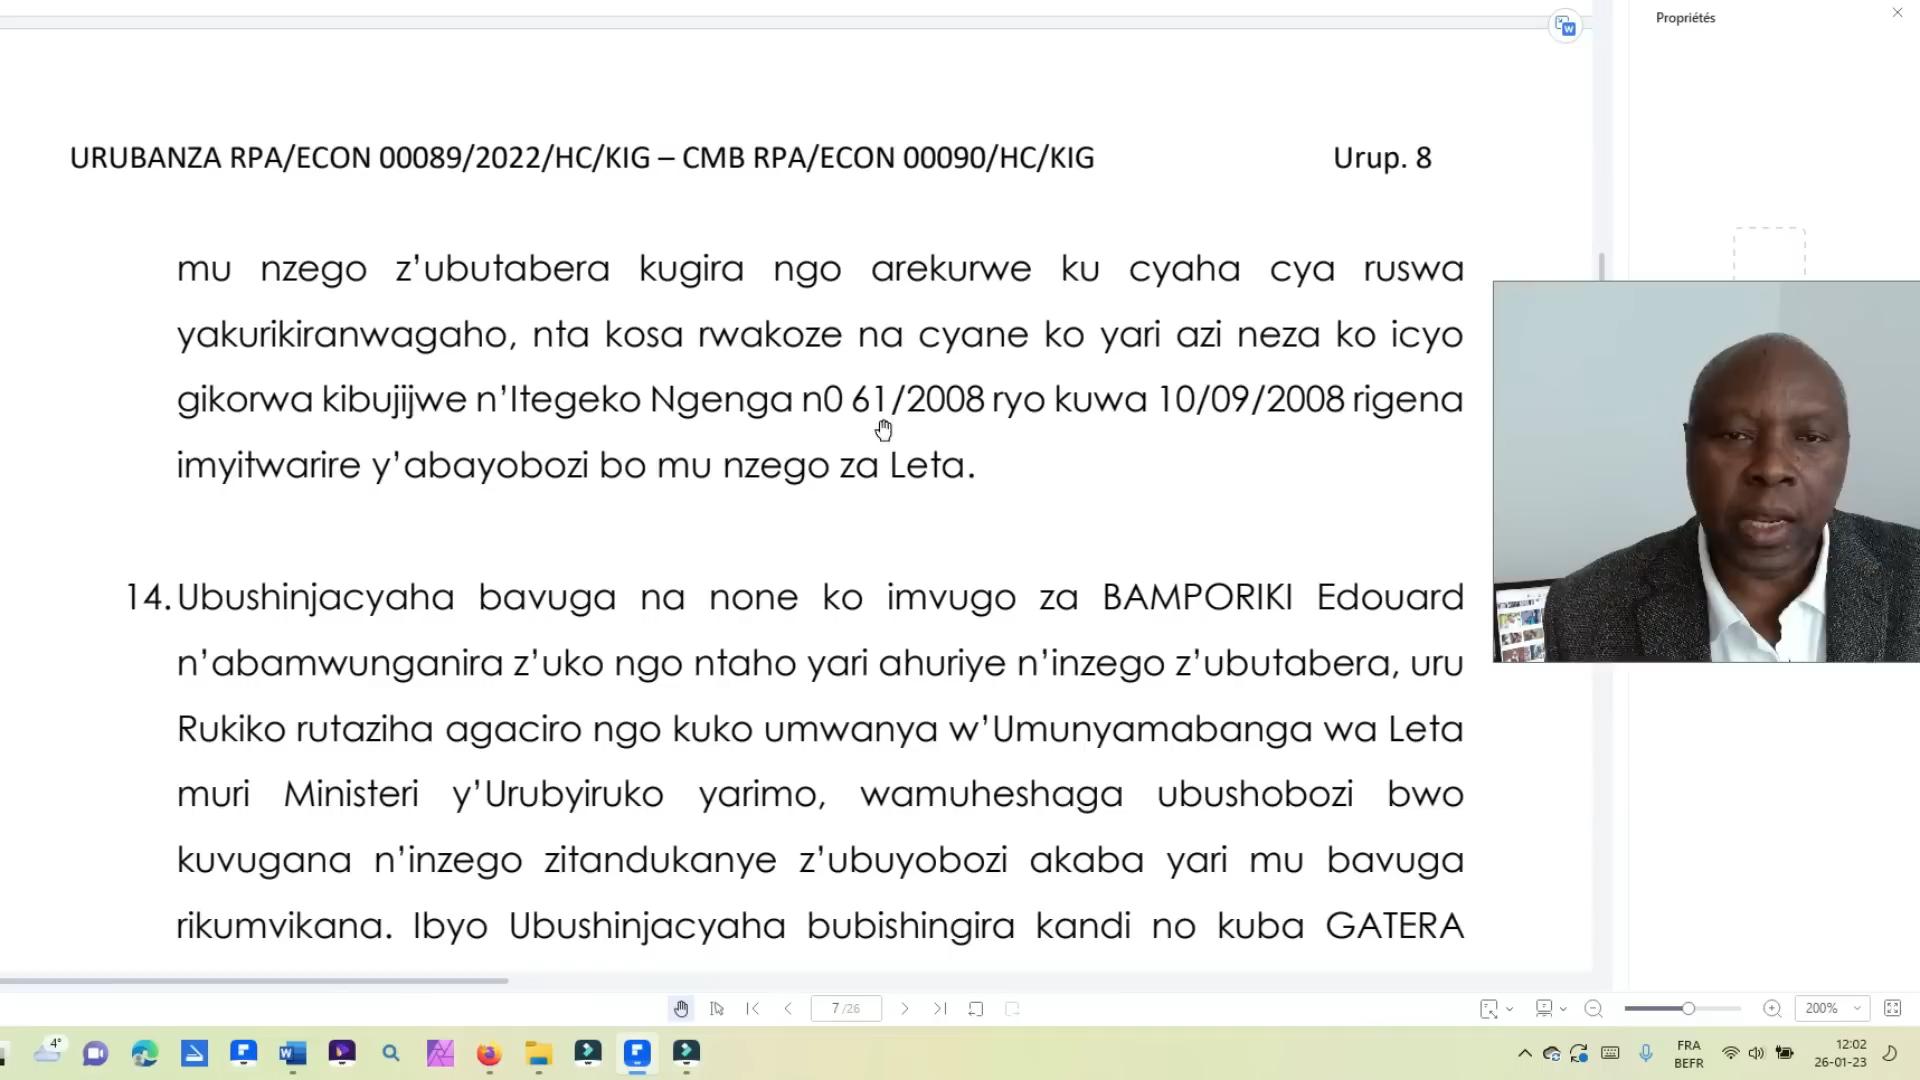 Propriétés
URUBANZA RPA/ECON 00089/2022/HC/KIG – CMB RPA/ECON 00090/HC/KIG Urup. 8
mu nzego z’ubutabera kugira ngo arekurwe ku cyaha cya ruswa
yakurikiranwagaho, nta kosa rwakoze na cyane ko yari azi neza ko icyo
gikorwa kibujijwe n’Itegeko Ngenga n0 61/2008 ryo kuwa 10/09/2008 rigena
imyitwarire y’abayobozi bo mu nzego za Leta.
14. Ubushinjacyaha bavuga na none ko imvugo za BAMPORIKI Edouard
n’abamwunganira z’uko ngo ntaho yari ahuriye n’inzego z’ubutabera, uru
Rukiko rutaziha agaciro ngo kuko umwanya w’Umunyamabanga wa Leta
muri Ministeri y’Urubyiruko yarimo, wamuheshaga ubushobozi bwo
kuvugana n’inzego zitandukanye z’ubuyobozi akaba yari mu bavuga
rikumvikana. Ibyo Ubushinjacyaha bubishingira kandi no kuba GATERA
7 /26
200%
4°
FRA
BEFR
12:02
26-01-23